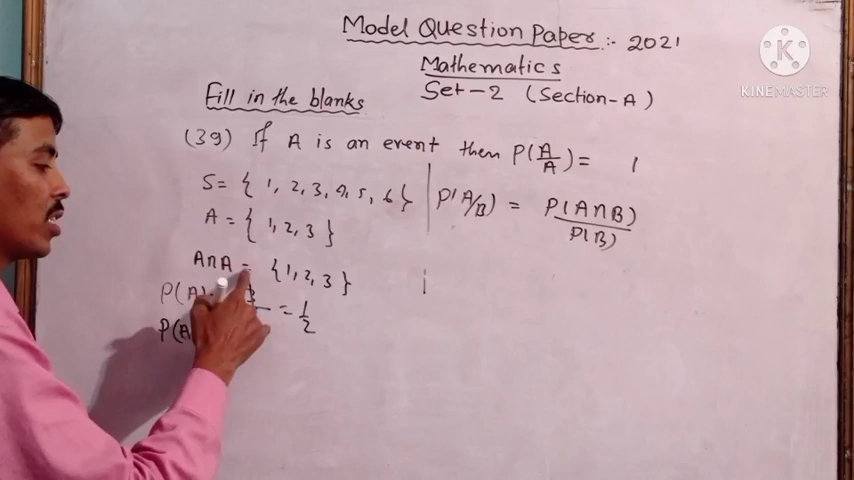 Model Question Paper :- 2021
Mathematics
Set-2 (Section-A)
Fill in the blanks
(39) If A is an event then P(A/A) = 1
S = { 1, 2, 3, 4, 5, 6 }
P(A/B) = P(A∩B)/P(B)
A = { 1, 2, 3 }
A∩A = { 1, 2, 3 }
P(A) = 1/2
P(A
KINEMASTER